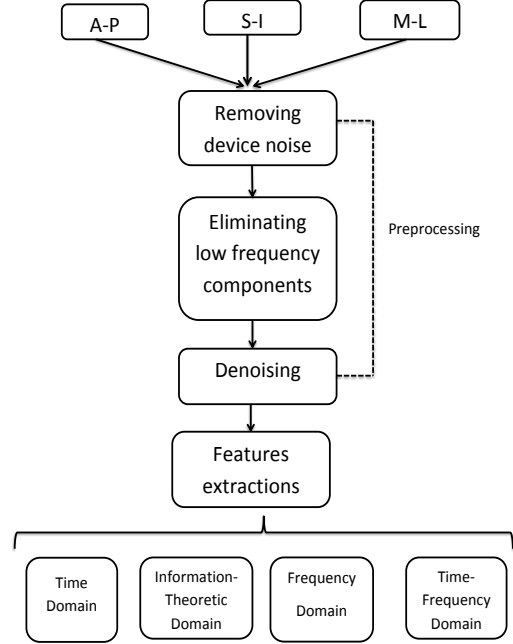 A-P
S-I
M-L
Removing
device noise
Eliminating
low frequency
components
Preprocessing
Denoising
Features
extractions
Time
Domain
Information-
Theoretic
Domain
Frequency
Domain
Time-
Frequency
Domain